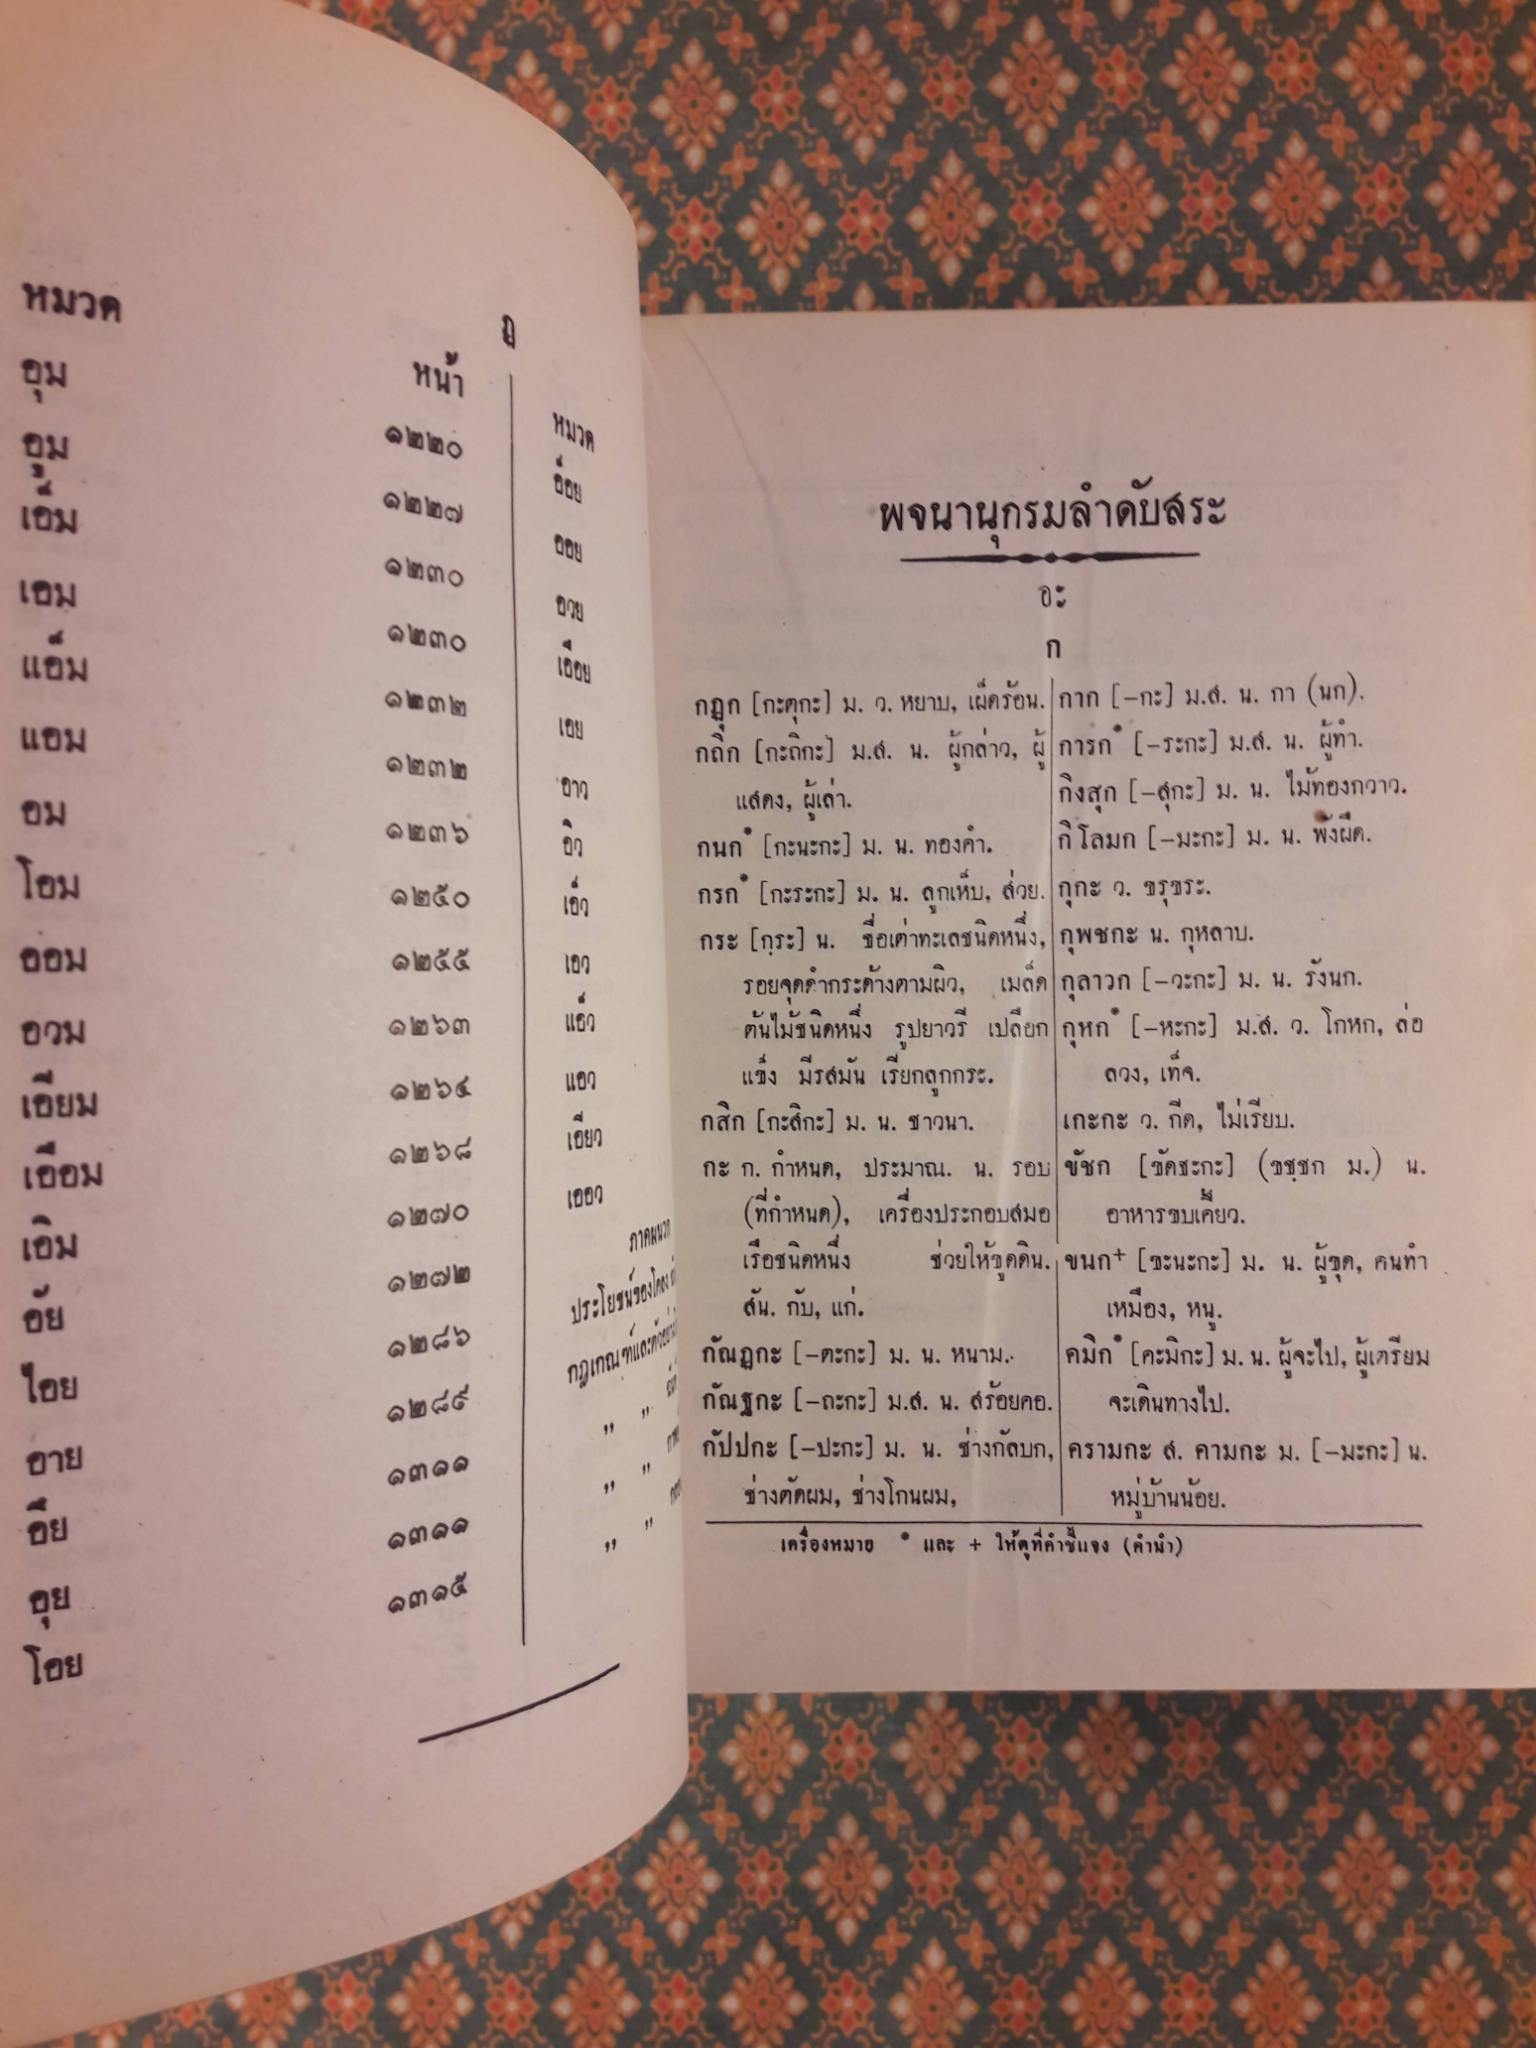 ฎ
หมวด
หน้า
อุม
๑๒๒๐
อูม
๑๒๒๗
เอ็ม
๑๒๓๐
เอม
๑๒๓๐
แอ็ม
๑๒๓๒
แอม
๑๒๓๒
อม
๑๒๓๖
โอม
๑๒๕๐
ออม
๑๒๕๕
อวม
๑๒๖๓
เอียม
๑๒๖๔
เอือม
๑๒๖๘
เอิม
๑๒๗๐
อัย
๑๒๗๒
ไอย
๑๒๘๖
อาย
๑๒๘๙
อึย
๑๓๑๑
อุย
๑๓๑๑
โอย
๑๓๑๕
หมวด
อ็อย
ออย
อวย
เอือย
เอย
อาว
อิว
เอ็ว
เอว
แอ็ว
แอว
เอียว
เออว
ภาคผนวก
ประโยชน์ของโคลง
กฎเกณฑ์และตัวอย่าง
" "
" "
" "
พจนานุกรมลำดับสระ
อะ
ก
กฏุก [กะตุกะ] ม. ว. หยาบ, เผ็ดร้อน.
กถิก [กะถิกะ] ม.ส. น. ผู้กล่าว, ผู้
แสดง, ผู้เล่า.
กนก* [กะนะกะ] ม. น. ทองคำ.
กรก* [กะระกะ] ม. น. ลูกเห็บ, ส่วย.
กระ [กฺระ] น. ชื่อเต่าทะเลชนิดหนึ่ง,
รอยจุดดำกระด้างตามผิว, เมล็ด
ต้นไม้ชนิดหนึ่ง รูปยาวรี เปลือก
แข็ง มีรสมัน เรียกลูกกระ.
กสิก [กะสิกะ] ม. น. ชาวนา.
กะ ก. กำหนด, ประมาณ. น. รอบ
(ที่กำหนด), เครื่องประกอบสมอ
เรือชนิดหนึ่ง ช่วยให้ขูดดิน.
สัน. กับ, แก่.
กัณฏกะ [-ตะกะ] ม. น. หนาม.
กัณฐกะ [-ถะกะ] ม.ส. น. สร้อยคอ.
กัปปกะ [-ปะกะ] ม. น. ช่างกัลบก,
ช่างตัดผม, ช่างโกนผม,
กาก [-กะ] ม.ส. น. กา (นก).
การก* [-ระกะ] ม.ส. น. ผู้ทำ.
กิงสุก [-สุกะ] ม. น. ไม้ทองกวาว.
กิโลมก [-มะกะ] ม. น. พังผืด.
กุกะ ว. ขรุขระ.
กุพชกะ น. กุหลาบ.
กุลาวก [-วะกะ] ม. น. รังนก.
กุหก* [-หะกะ] ม.ส. ว. โกหก, ล่อ
ลวง, เท็จ.
เกะกะ ว. กีด, ไม่เรียบ.
ขัชก [ขัดชะกะ] (ขชฺชก ม.) น.
อาหารขบเคี้ยว.
ขนก+ [ขะนะกะ] ม. น. ผู้ขุด, คนทำ
เหมือง, หนู.
คมิก* [คะมิกะ] ม. น. ผู้จะไป, ผู้เตรียม
จะเดินทางไป.
ครามกะ ส. คามกะ ม. [-มะกะ] น.
หมู่บ้านน้อย.
เครื่องหมาย * และ + ให้ดูที่คำชี้แจง (คำนำ)